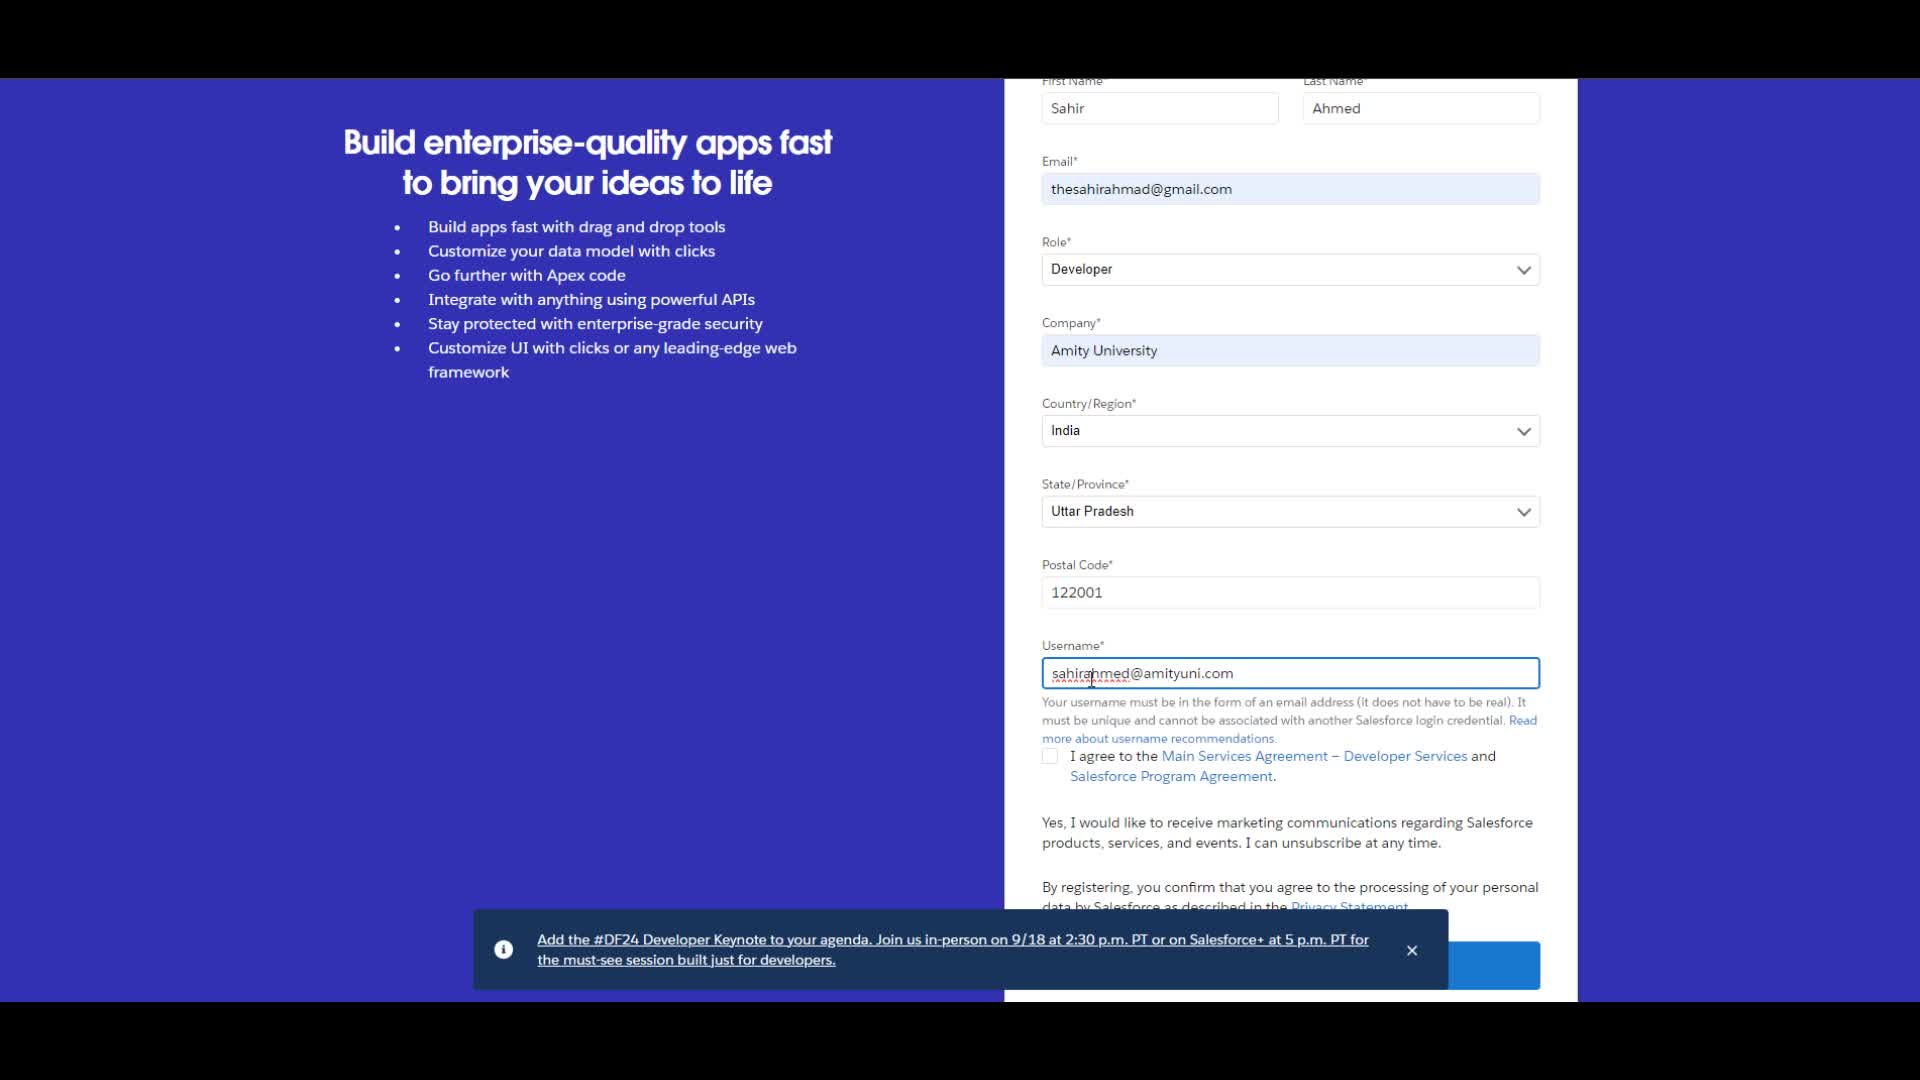 Build enterprise-quality apps fast
to bring your ideas to life
• Build apps fast with drag and drop tools
• Customize your data model with clicks
• Go further with Apex code
• Integrate with anything using powerful APIs
• Stay protected with enterprise-grade security
• Customize UI with clicks or any leading-edge web
framework
First Name* Last Name*
Sahir Ahmed
Email*
thesahirahmad@gmail.com
Role*
Developer
Company*
Amity University
Country/Region*
India
State/Province*
Uttar Pradesh
Postal Code*
122001
Username*
sahirahmed@amityuni.com
Your username must be in the form of an email address (it does not have to be real). It
must be unique and cannot be associated with another Salesforce login credential. Read
more about username recommendations.
I agree to the Main Services Agreement – Developer Services and
Salesforce Program Agreement.
Yes, I would like to receive marketing communications regarding Salesforce
products, services, and events. I can unsubscribe at any time.
By registering, you confirm that you agree to the processing of your personal
data by Salesforce as described in the Privacy Statement.
Add the #DF24 Developer Keynote to your agenda. Join us in-person on 9/18 at 2:30 p.m. PT or on Salesforce+ at 5 p.m. PT for
the must-see session built just for developers.